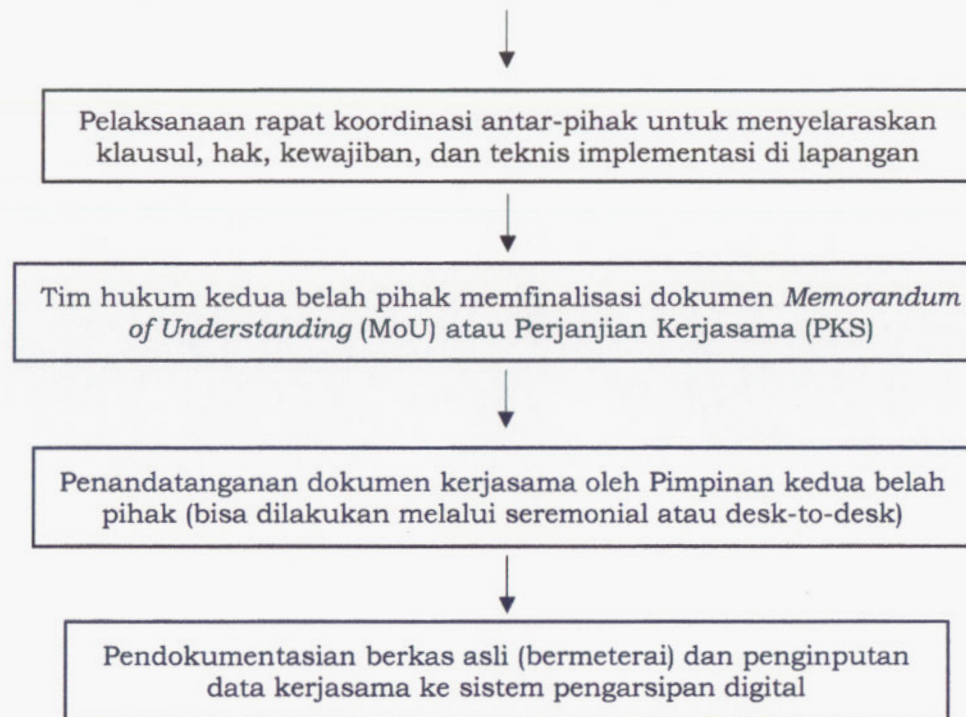 Pelaksanaan rapat koordinasi antar-pihak untuk menyelaraskan
klausul, hak, kewajiban, dan teknis implementasi di lapangan
Tim hukum kedua belah pihak memfinalisasi dokumen Memorandum
of Understanding (MoU) atau Perjanjian Kerjasama (PKS)
Penandatanganan dokumen kerjasama oleh Pimpinan kedua belah
pihak (bisa dilakukan melalui seremonial atau desk-to-desk)
Pendokumentasian berkas asli (bermeterai) dan penginputan
data kerjasama ke sistem pengarsipan digital